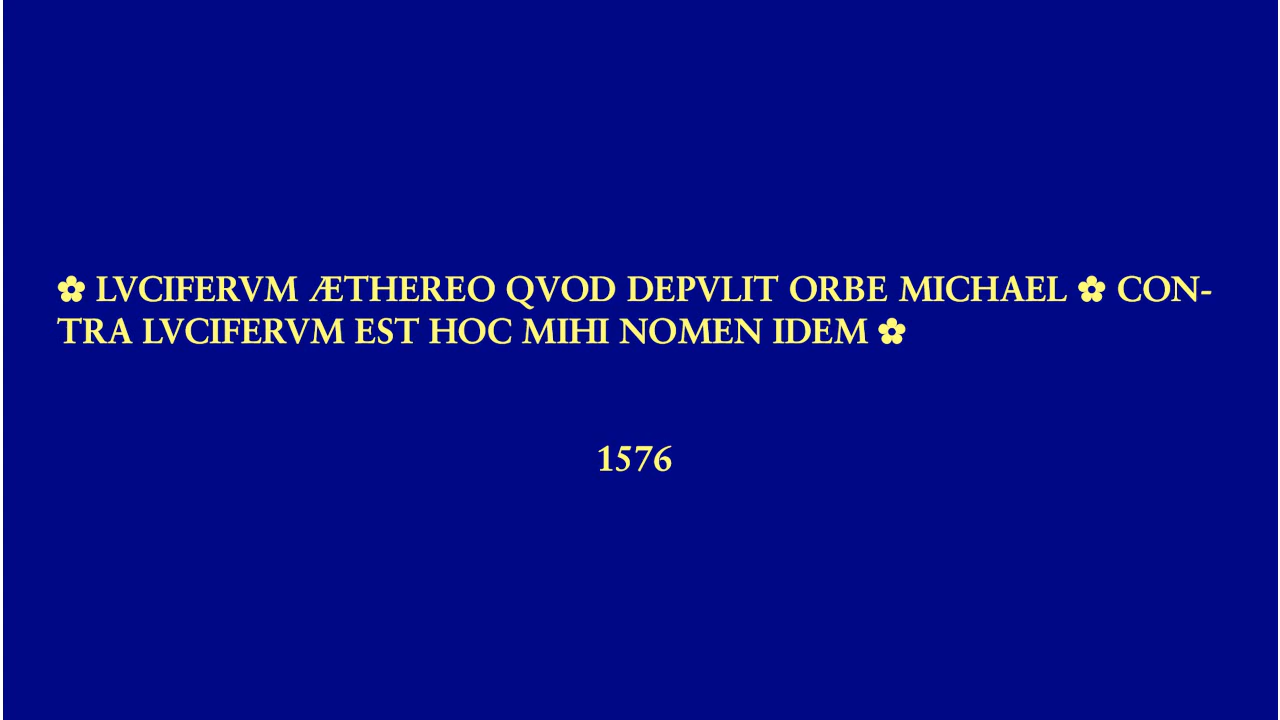 ✿ LVCIFERVM ÆTHEREO QVOD DEPVLIT ORBE MICHAEL ✿ CON-
TRA LVCIFERVM EST HOC MIHI NOMEN IDEM ✿
1576